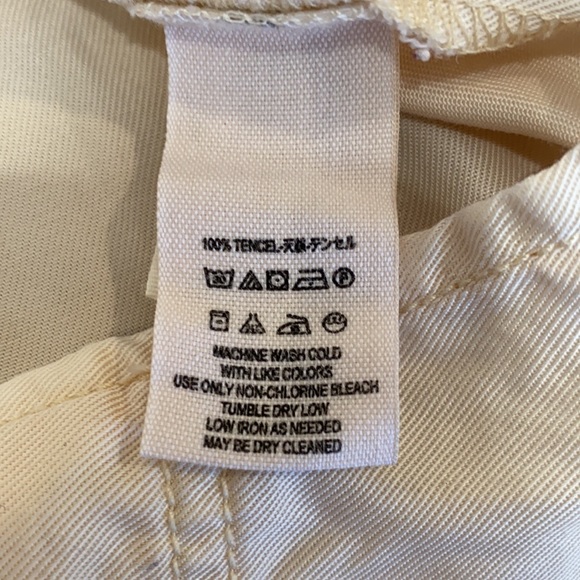 100% TENCEL-天絲-テンセル
MACHINE WASH COLD
WITH LIKE COLORS
USE ONLY NON-CHLORINE BLEACH
TUMBLE DRY LOW
LOW IRON AS NEEDED
MAY BE DRY CLEANED